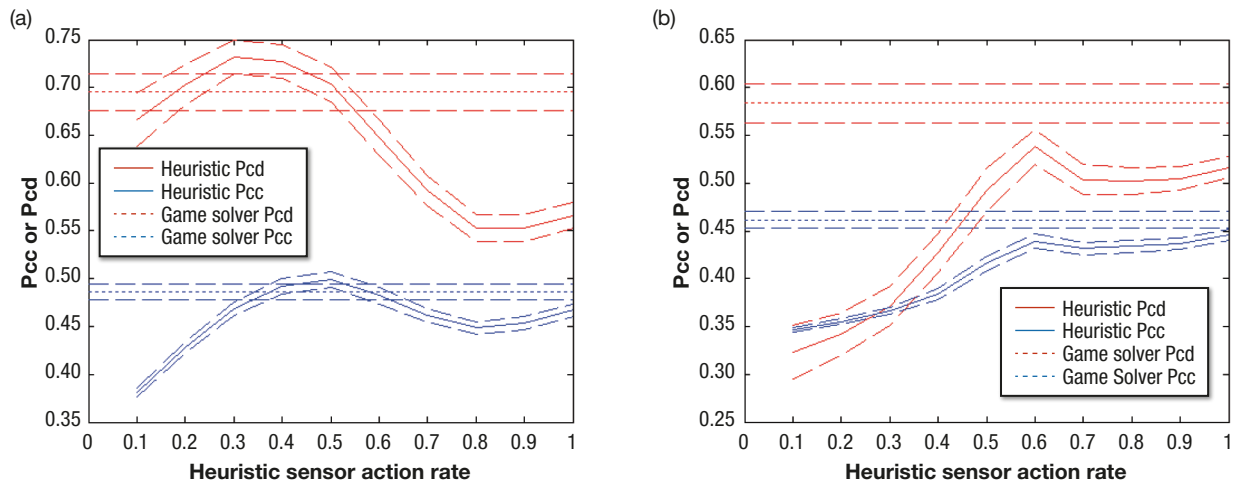 (a)
0.75
0.70
0.65
0.60
0.55
0.50
0.45
0.40
0.35
Pcc or Pcd
Heuristic Pcd
Heuristic Pcc
Game solver Pcd
Game solver Pcc
0 0.1 0.2 0.3 0.4 0.5 0.6 0.7 0.8 0.9 1
Heuristic sensor action rate
(b)
0.65
0.60
0.55
0.50
0.45
0.40
0.35
0.30
0.25
Pcc or Pcd
Heuristic Pcd
Heuristic Pcc
Game solver Pcd
Game Solver Pcc
0 0.1 0.2 0.3 0.4 0.5 0.6 0.7 0.8 0.9 1
Heuristic sensor action rate